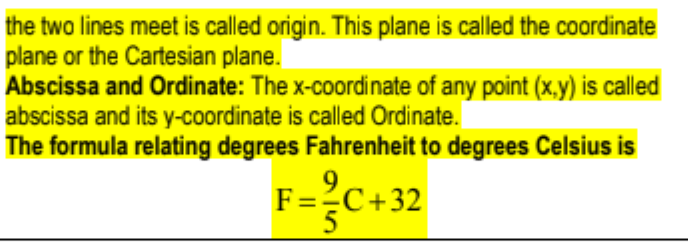 the two lines meet is called origin. This plane is called the coordinate
plane or the Cartesian plane.
Abscissa and Ordinate: The x-coordinate of any point (x,y) is called
abscissa and its y-coordinate is called Ordinate.
The formula relating degrees Fahrenheit to degrees Celsius is
F = 9/5 C + 32